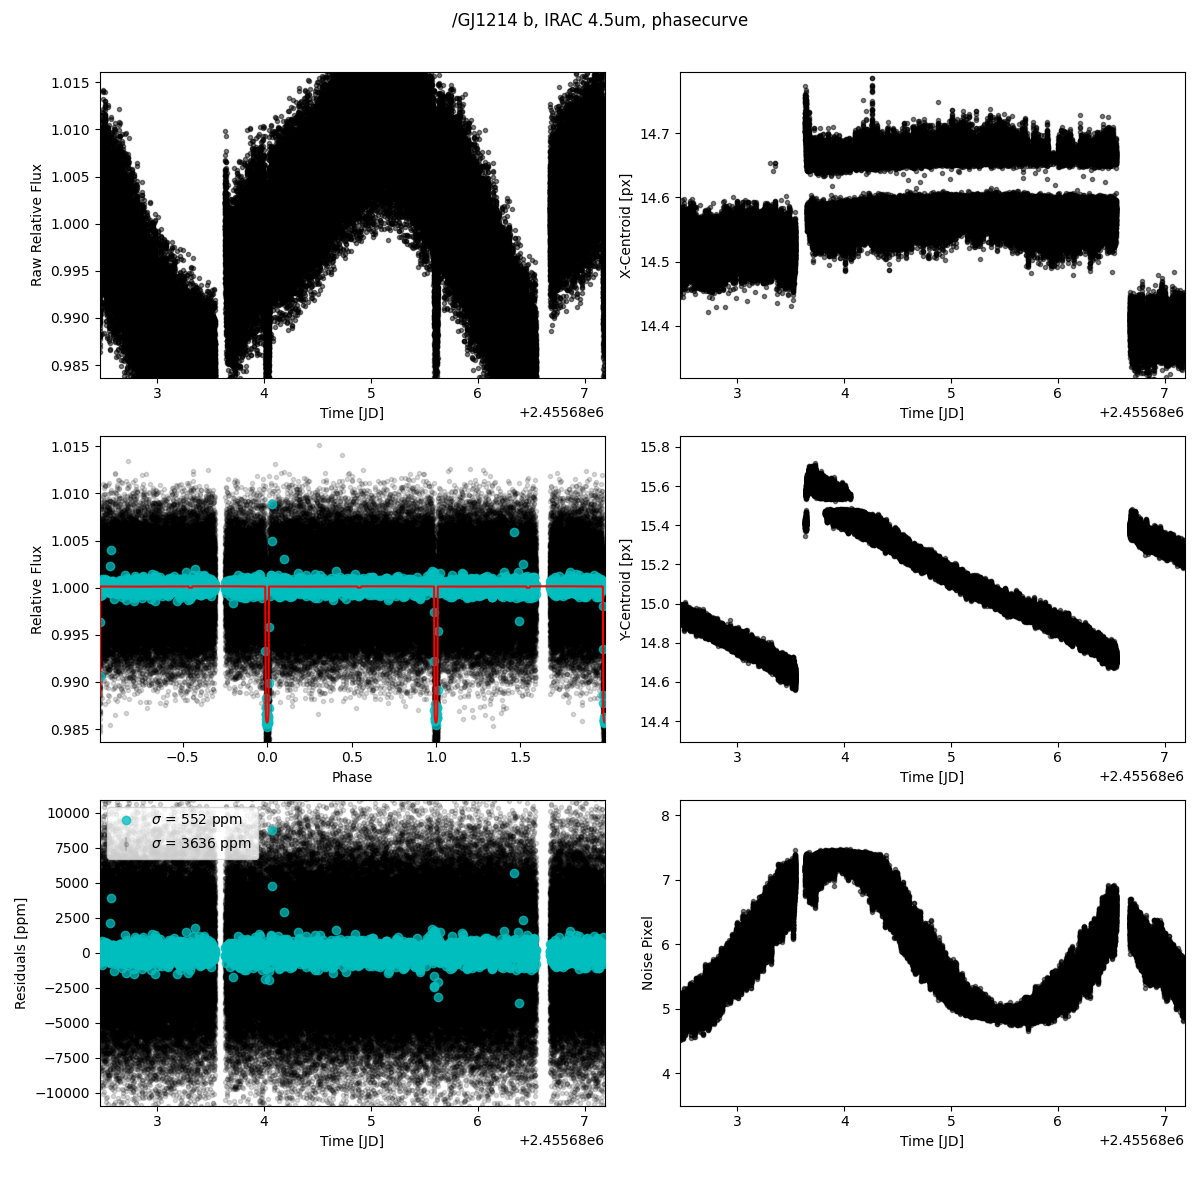 /GJ1214 b, IRAC 4.5um, phasecurve
1.015
1.010
1.005
1.000
0.995
0.990
0.985
Raw Relative Flux
3 4 5 6 7
Time [JD]
+2.45568e6
14.7
14.6
14.5
14.4
X-Centroid [px]
3 4 5 6 7
Time [JD]
+2.45568e6
1.015
1.010
1.005
1.000
0.995
0.990
0.985
Relative Flux
−0.5 0.0 0.5 1.0 1.5
Phase
15.8
15.6
15.4
15.2
15.0
14.8
14.6
14.4
Y-Centroid [px]
3 4 5 6 7
Time [JD]
+2.45568e6
10000
7500
5000
2500
0
−2500
−5000
−7500
−10000
Residuals [ppm]
σ = 552 ppm
σ = 3636 ppm
3 4 5 6 7
Time [JD]
+2.45568e6
8
7
6
5
4
Noise Pixel
3 4 5 6 7
Time [JD]
+2.45568e6